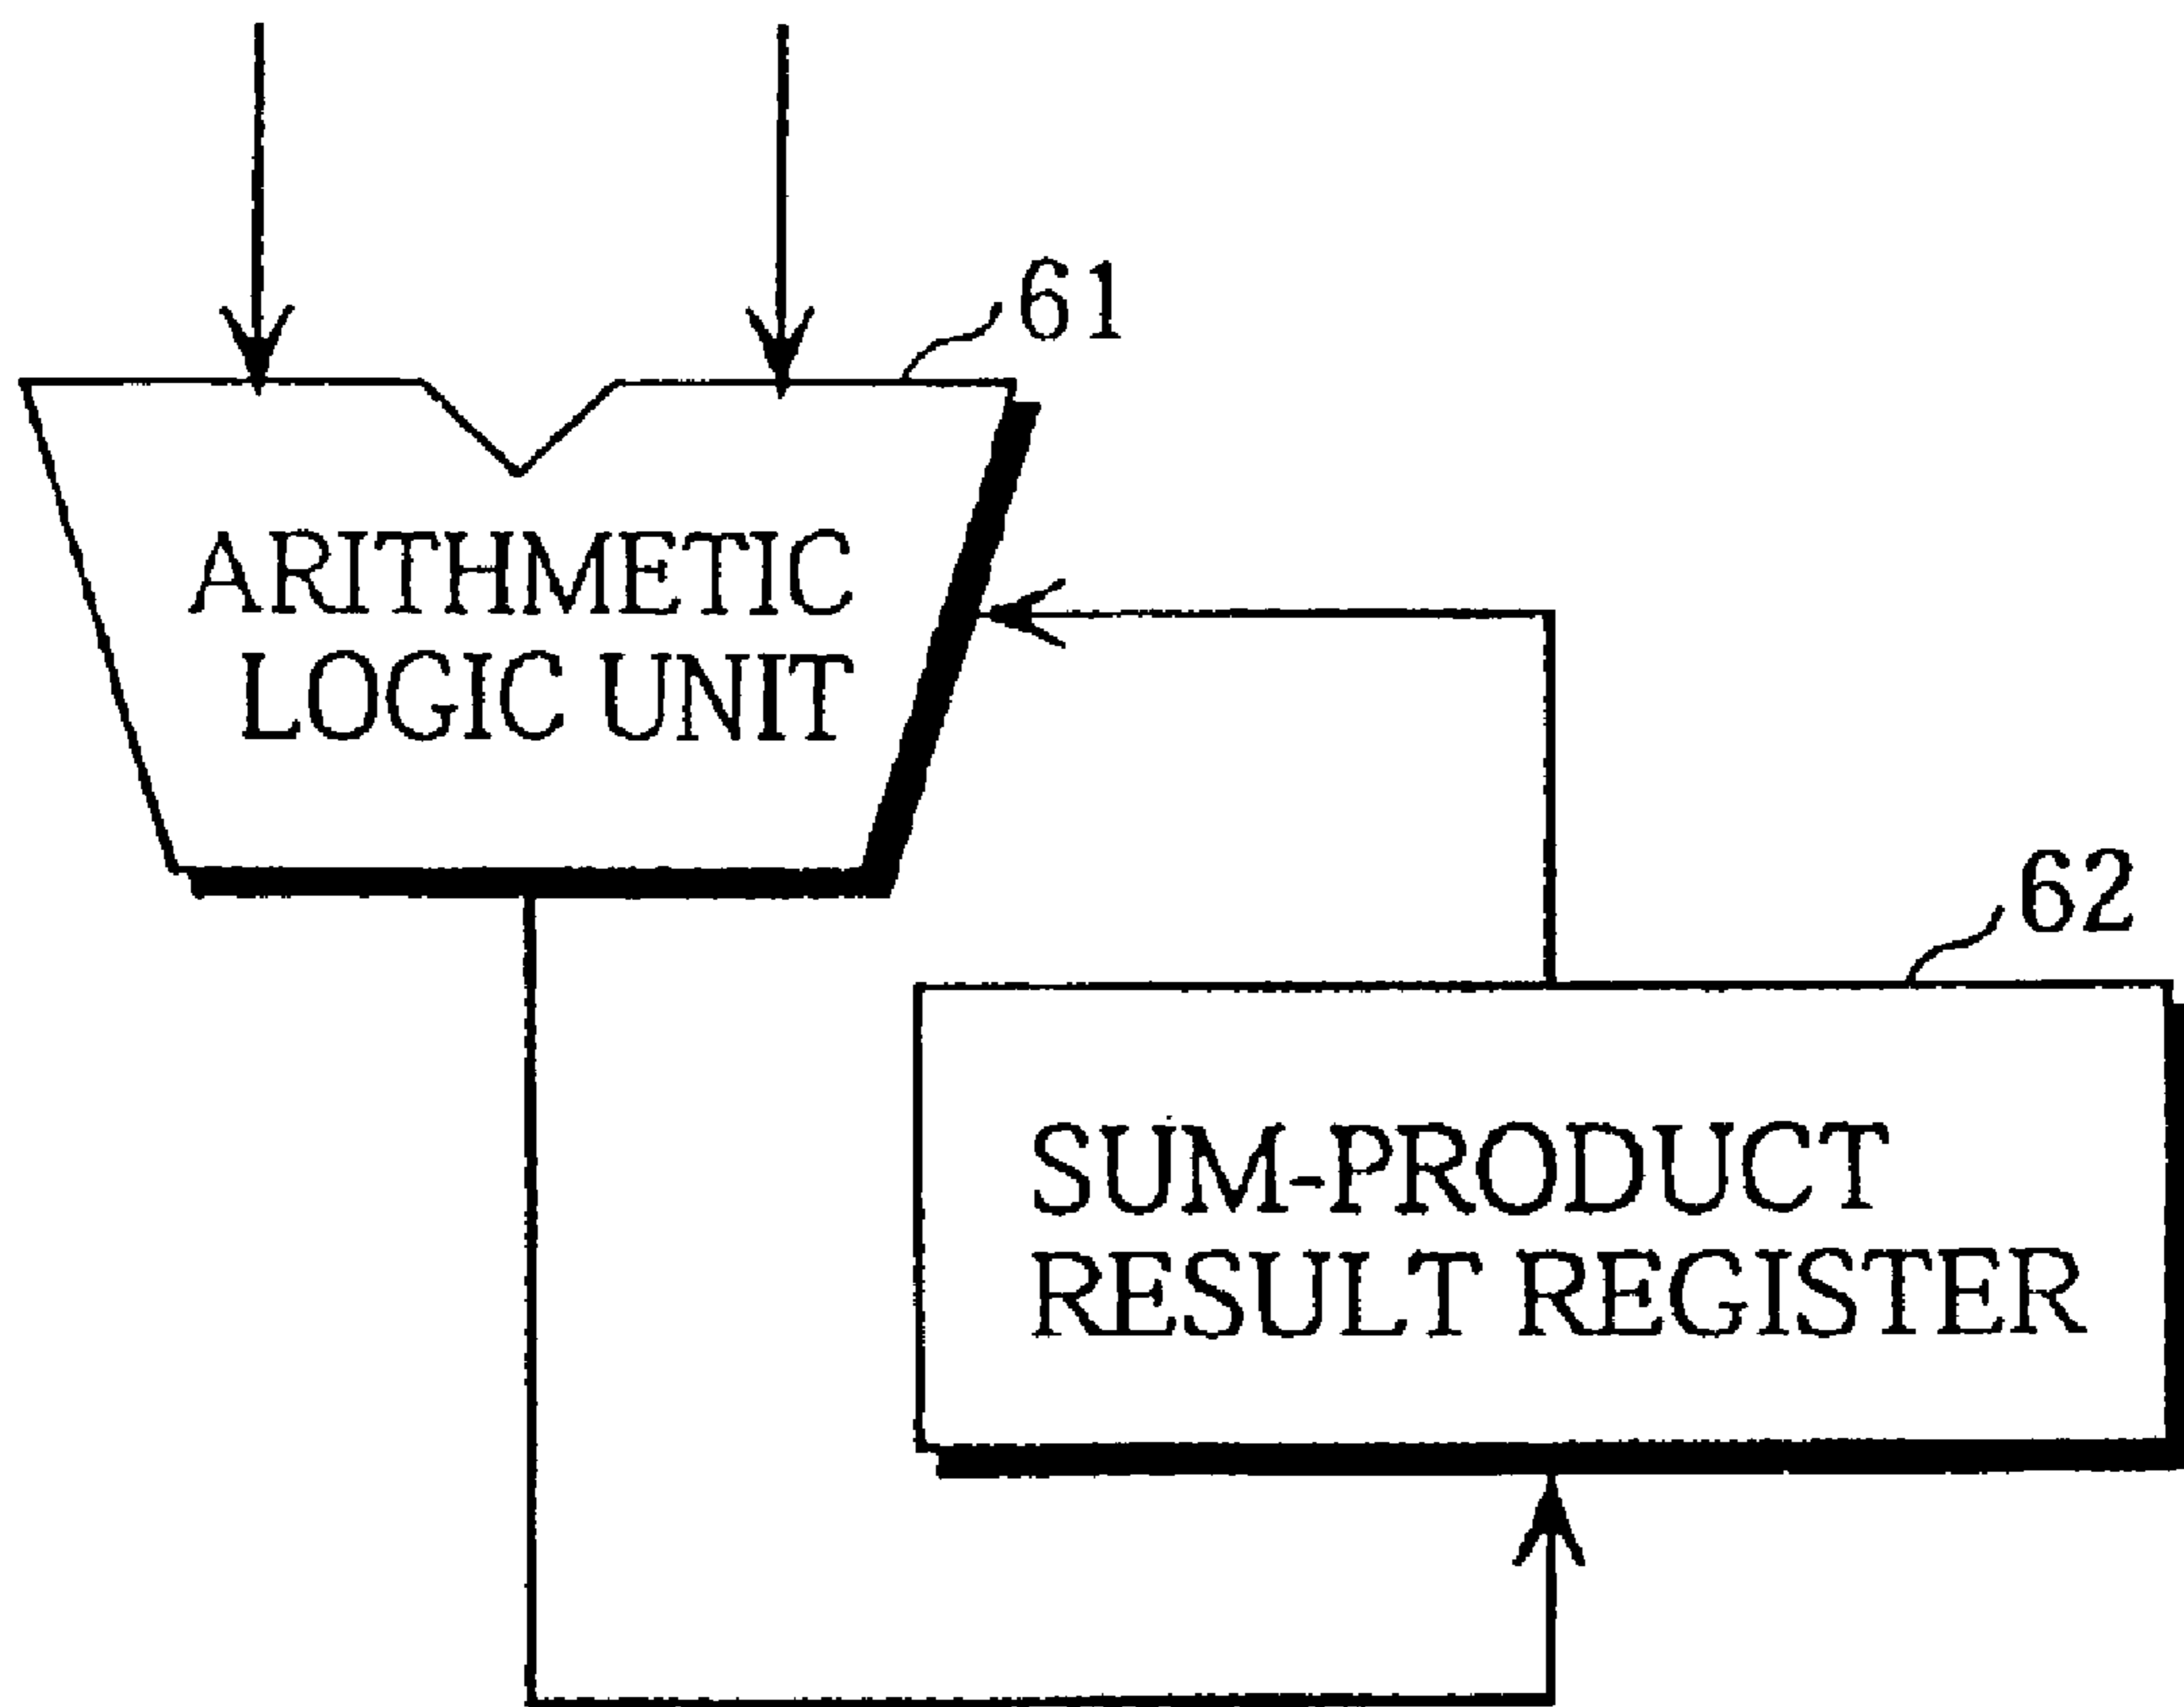 61
ARITHMETIC
LOGIC UNIT
62
SUM-PRODUCT
RESULT REGISTER